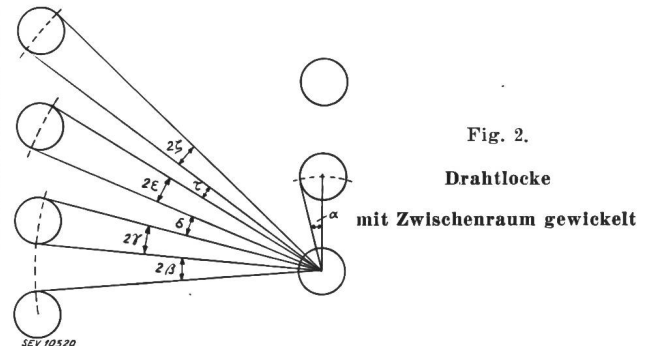 2ζ
τ
2ε
δ
2γ
2β
α
Fig. 2.
Drahtlocke
mit Zwischenraum gewickelt
SEV 10520